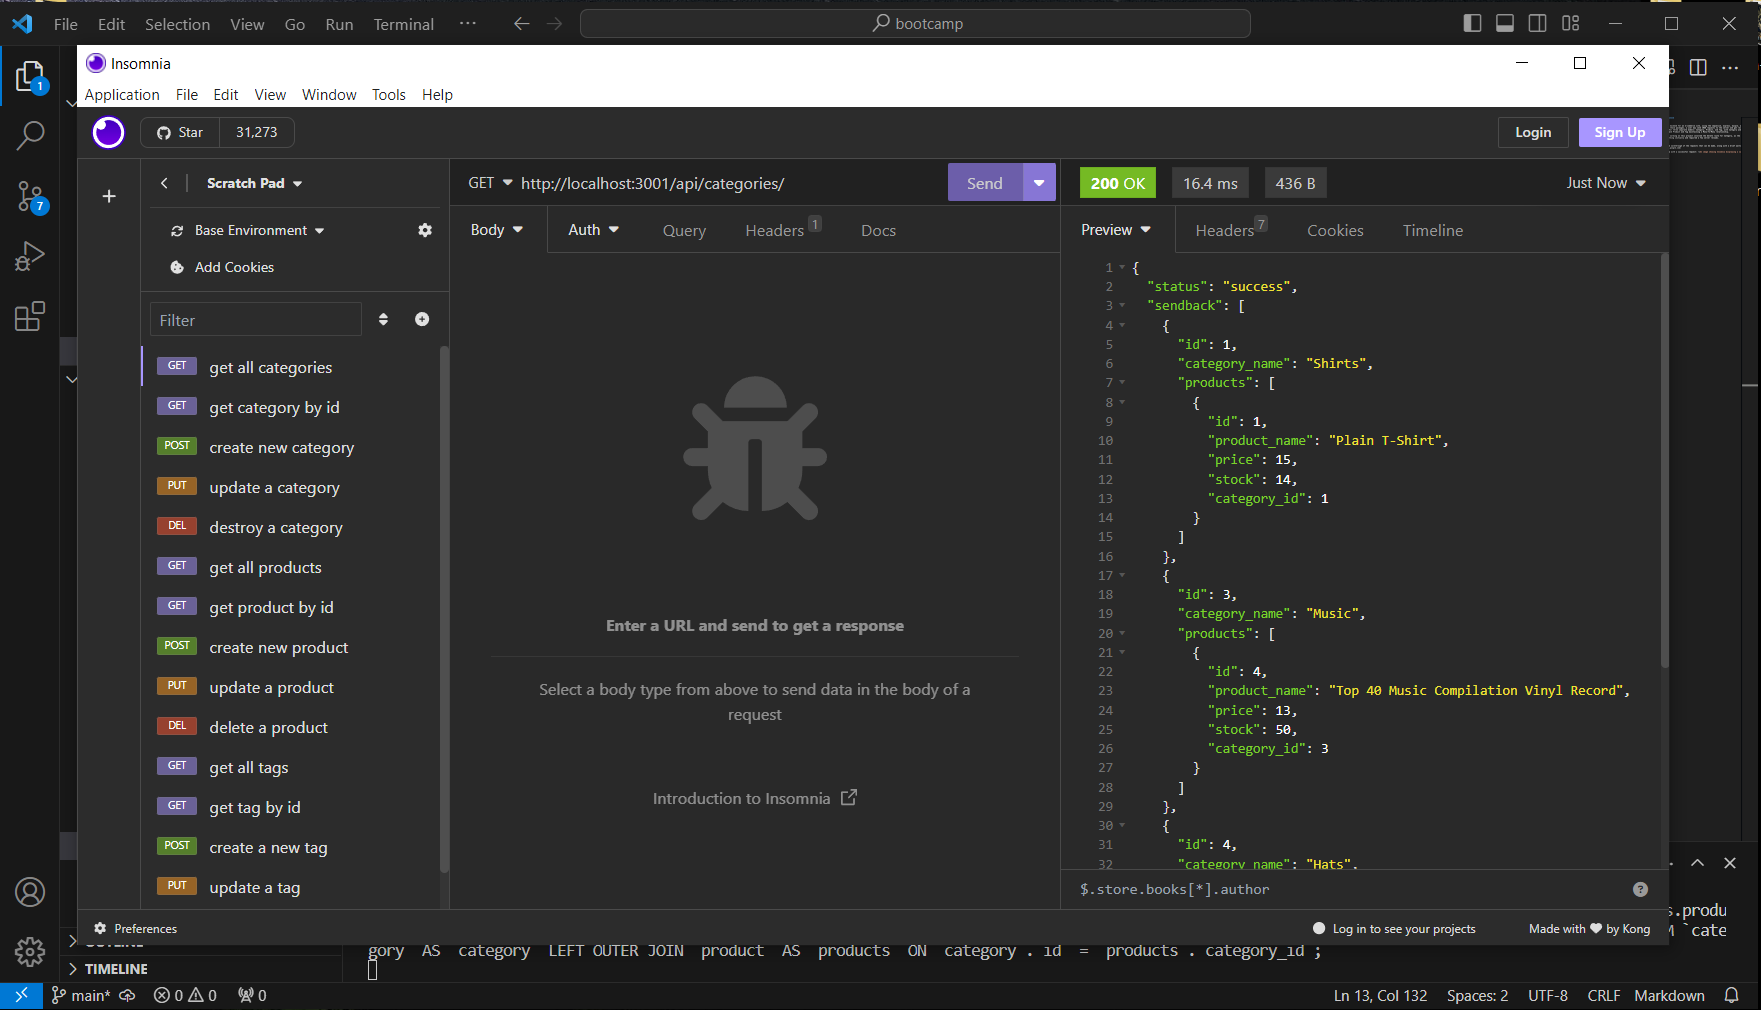 File Edit Selection View Go Run Terminal ··· bootcamp
Insomnia
Application File Edit View Window Tools Help
Star 31,273 Login Sign Up
Scratch Pad
Base Environment
Add Cookies
Filter
GET get all categories
GET get category by id
POST create new category
PUT update a category
DEL destroy a category
GET get all products
GET get product by id
POST create new product
PUT update a product
DEL delete a product
GET get all tags
GET get tag by id
POST create a new tag
PUT update a tag
GET http://localhost:3001/api/categories/ Send
Body Auth Query Headers 1 Docs
Enter a URL and send to get a response
Select a body type from above to send data in the body of a
request
Introduction to Insomnia
200 OK 16.4 ms 436 B Just Now
Preview Headers 7 Cookies Timeline
1 {
2 "status": "success",
3 "sendback": [
4 {
5 "id": 1,
6 "category_name": "Shirts",
7 "products": [
8 {
9 "id": 1,
10 "product_name": "Plain T-Shirt",
11 "price": 15,
12 "stock": 14,
13 "category_id": 1
14 }
15 ]
16 },
17 {
18 "id": 3,
19 "category_name": "Music",
20 "products": [
21 {
22 "id": 4,
23 "product_name": "Top 40 Music Compilation Vinyl Record",
24 "price": 13,
25 "stock": 50,
26 "category_id": 3
27 }
28 ]
29 },
30 {
31 "id": 4,
32 "category_name": "Hats",
$.store.books[*].author
Preferences Log in to see your projects Made with ❤ by Kong
1
7
s.produ
M `cate
gory AS category LEFT OUTER JOIN product AS products ON category . id = products . category_id ;
TIMELINE
main* 0 0 0 Ln 13, Col 132 Spaces: 2 UTF-8 CRLF Markdown